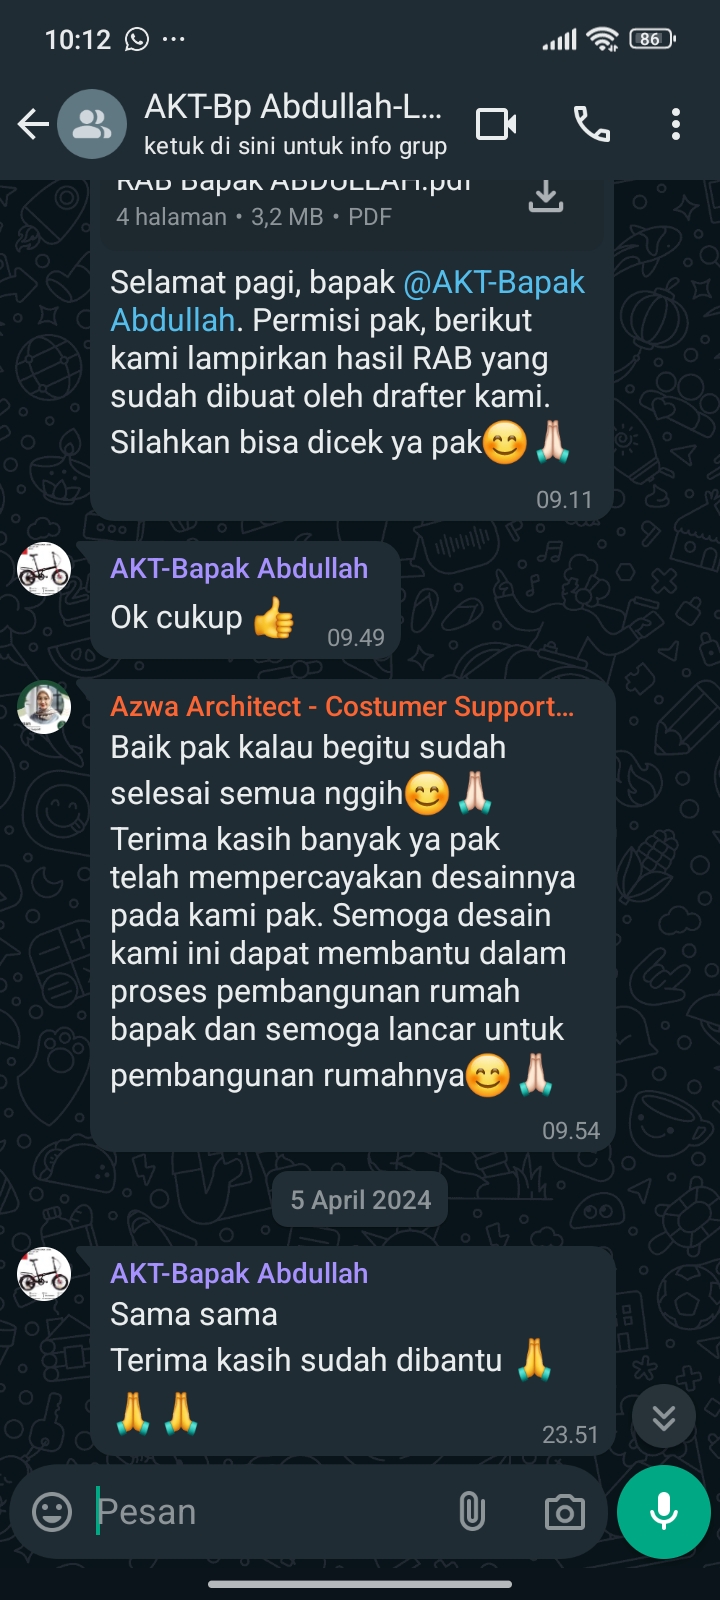 10:12
86
AKT-Bp Abdullah-L...
ketuk di sini untuk info grup
RAB Bapak ABDULLAH.pdf
4 halaman • 3,2 MB • PDF
Selamat pagi, bapak @AKT-Bapak
Abdullah. Permisi pak, berikut
kami lampirkan hasil RAB yang
sudah dibuat oleh drafter kami.
Silahkan bisa dicek ya pak😊🙏🏻
09.11
AKT-Bapak Abdullah
Ok cukup 👍
09.49
Azwa Architect - Costumer Support...
Baik pak kalau begitu sudah
selesai semua nggih😊🙏🏻
Terima kasih banyak ya pak
telah mempercayakan desainnya
pada kami pak. Semoga desain
kami ini dapat membantu dalam
proses pembangunan rumah
bapak dan semoga lancar untuk
pembangunan rumahnya😊🙏🏻
09.54
5 April 2024
AKT-Bapak Abdullah
Sama sama
Terima kasih sudah dibantu 🙏
🙏🙏
23.51
Pesan